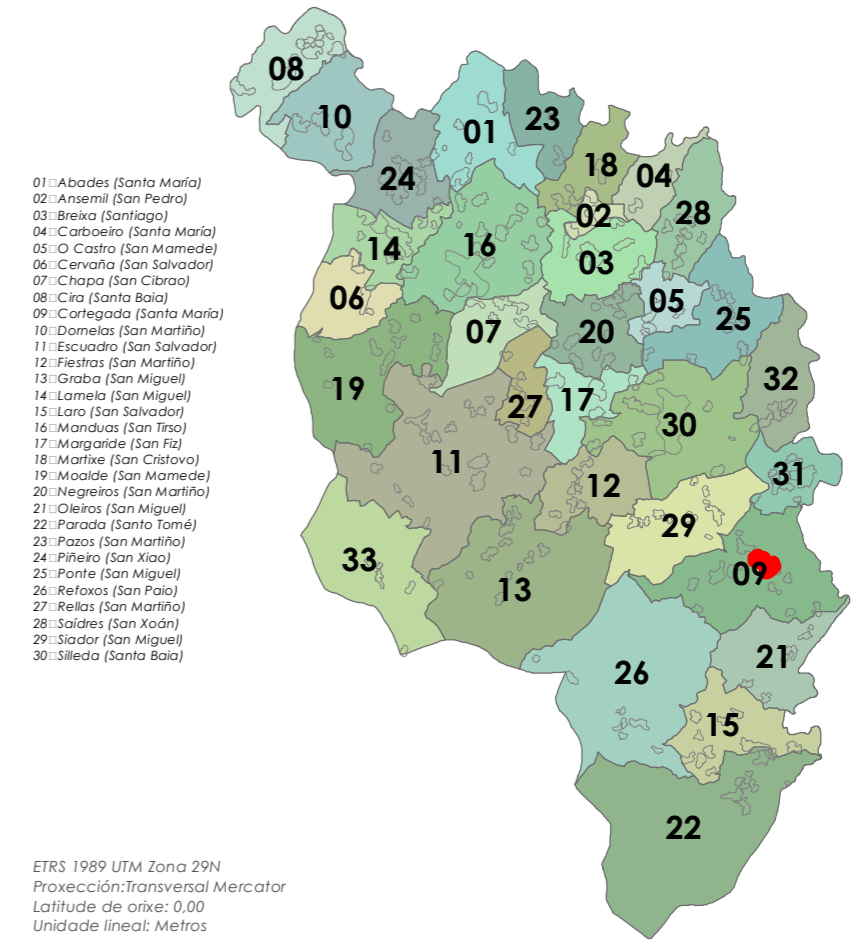 08
10
01
23
24
18
04
02
28
14
16
03
06
05
07
20
25
19
32
27
17
30
11
12
31
29
33
13
09
26
21
15
22
01□Abades (Santa María)
02□Ansemil (San Pedro)
03□Breixa (Santiago)
04□Carboeiro (Santa María)
05□O Castro (San Mamede)
06□Cervaña (San Salvador)
07□Chapa (San Cibrao)
08□Cira (Santa Baia)
09□Cortegada (Santa María)
10□Dornelas (San Martiño)
11□Escuadro (San Salvador)
12□Fiestras (San Martiño)
13□Graba (San Miguel)
14□Lamela (San Miguel)
15□Laro (San Salvador)
16□Manduas (San Tirso)
17□Margaride (San Fiz)
18□Martixe (San Cristovo)
19□Moalde (San Mamede)
20□Negreiros (San Martiño)
21□Oleiros (San Miguel)
22□Parada (Santo Tomé)
23□Pazos (San Martiño)
24□Piñeiro (San Xiao)
25□Ponte (San Miguel)
26□Refoxos (San Paio)
27□Rellas (San Martiño)
28□Saídres (San Xoán)
29□Siador (San Miguel)
30□Silleda (Santa Baia)
ETRS 1989 UTM Zona 29N
Proxección:Transversal Mercator
Latitude de orixe: 0,00
Unidade lineal: Metros